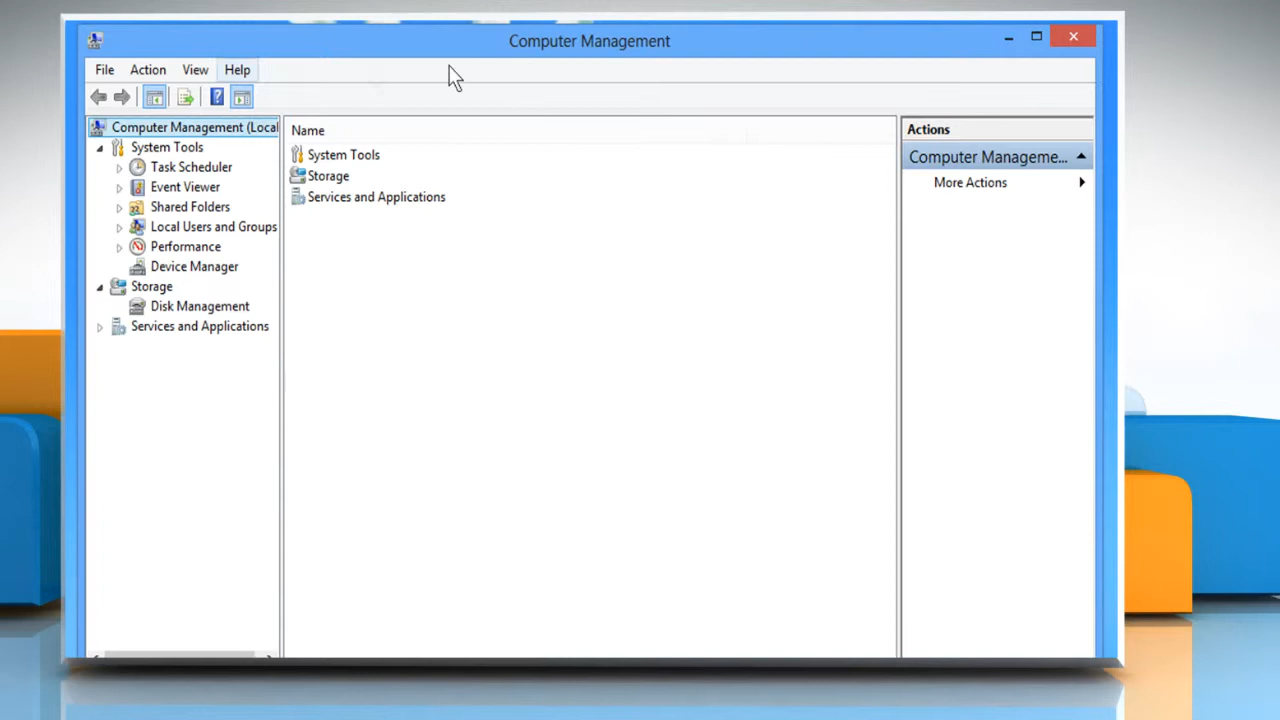 Computer Management
File Action View Help
Computer Management (Local
System Tools
Task Scheduler
Event Viewer
Shared Folders
Local Users and Groups
Performance
Device Manager
Storage
Disk Management
Services and Applications
Name
System Tools
Storage
Services and Applications
Actions
Computer Manageme...
More Actions